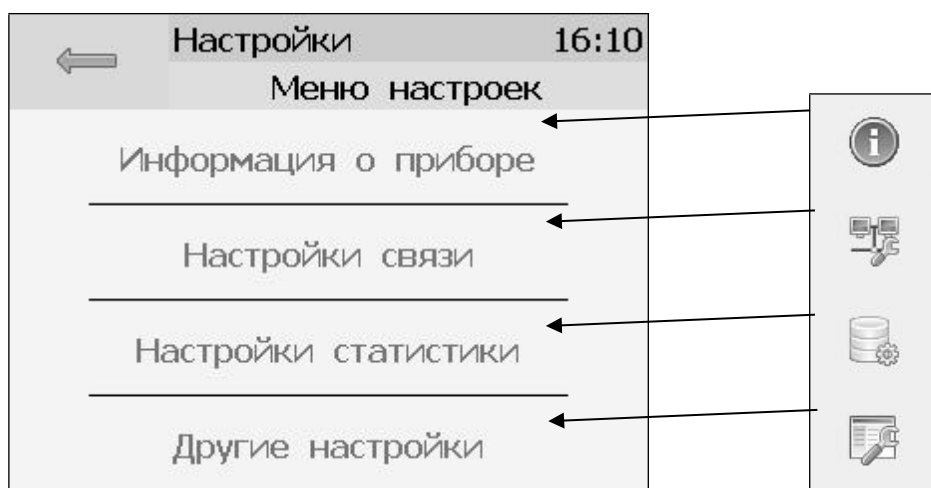 Настройки 16:10
Меню настроек
Информация о приборе
Настройки связи
Настройки статистики
Другие настройки